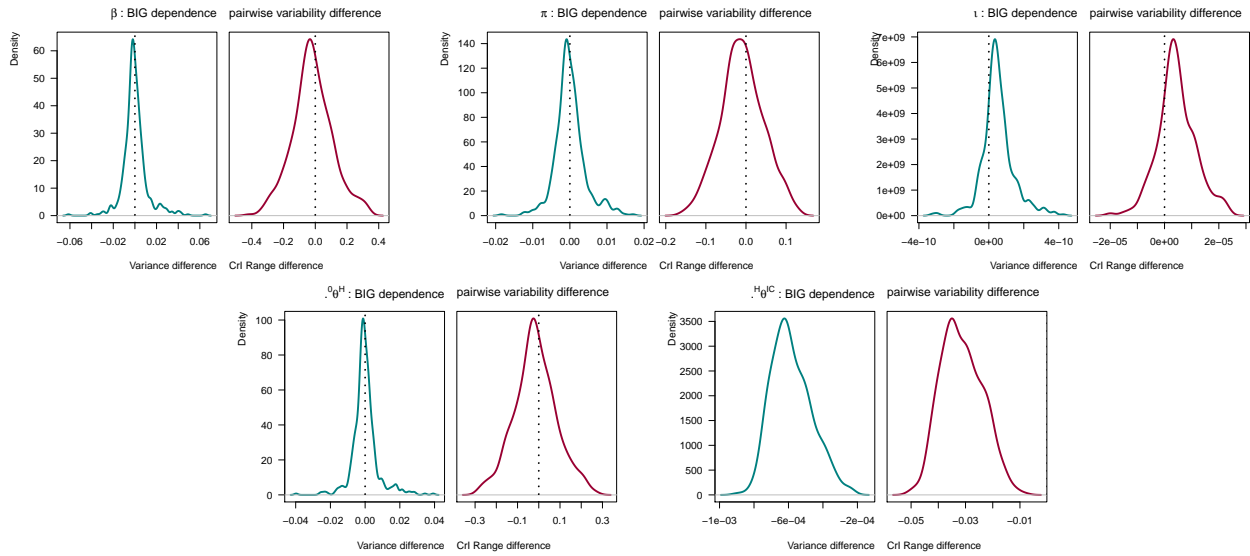 β : BIG dependence pairwise variability difference
Density
60
50
40
30
20
10
0
−0.06 −0.02 0.02 0.06
−0.4 −0.2 0.0 0.2 0.4
Variance difference CrI Range difference
π : BIG dependence pairwise variability difference
Density
140
120
100
80
60
40
20
0
−0.02 −0.01 0.00 0.01 0.02
−0.2 −0.1 0.0 0.1
Variance difference CrI Range difference
ι : BIG dependence pairwise variability difference
Density
7e+09
6e+09
5e+09
4e+09
3e+09
2e+09
1e+09
0e+00
−4e−10 0e+00 4e−10
−2e−05 0e+00 2e−05
Variance difference CrI Range difference
.⁰θᴴ : BIG dependence pairwise variability difference
Density
100
80
60
40
20
0
−0.04 −0.02 0.00 0.02 0.04
−0.3 −0.1 0.1 0.3
Variance difference CrI Range difference
.ᴴθᴵᶜ : BIG dependence pairwise variability difference
Density
3500
3000
2500
2000
1500
1000
500
0
−1e−03 −6e−04 −2e−04
−0.05 −0.03 −0.01
Variance difference CrI Range difference